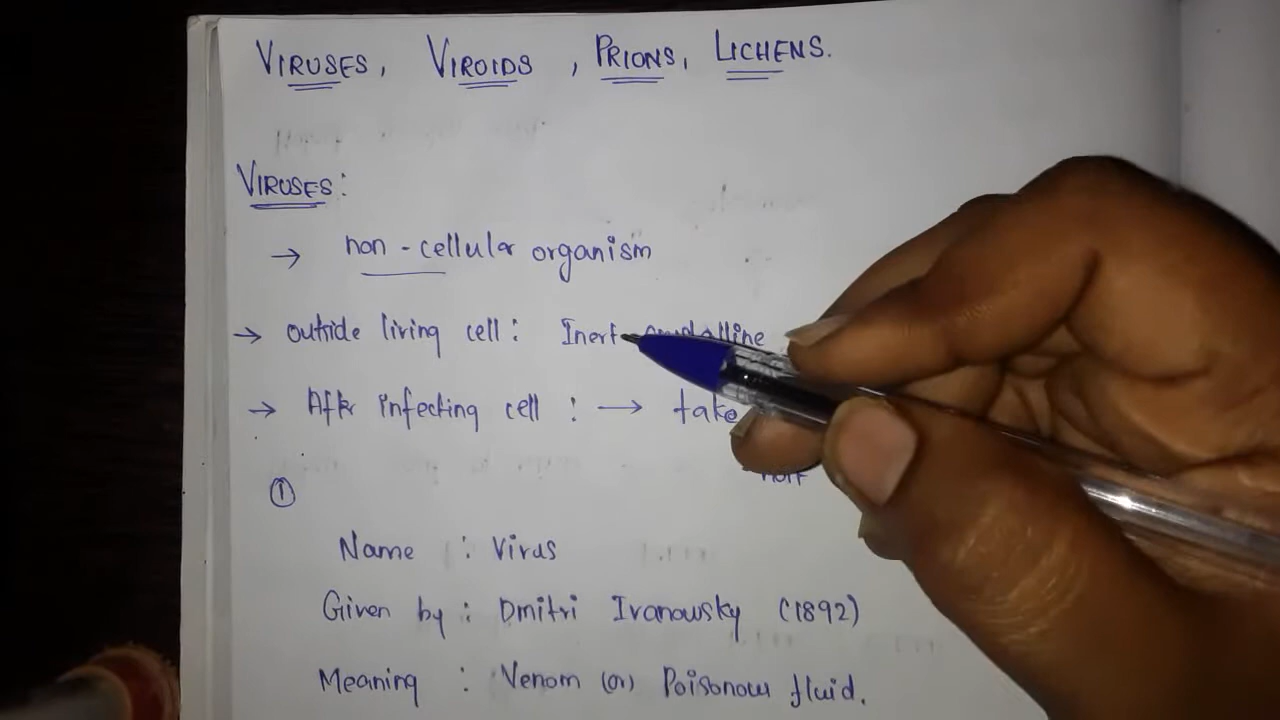 VIRUSES, VIROIDS, PRIONS, LICHENS.
VIRUSES:
→ non-cellular organism
→ outside living cell: Inert crystalline
→ After infecting cell : → take
①
Name : Virus
Given by : Dmitri Ivanowsky (1892)
Meaning : Venom (or) Poisonous fluid.